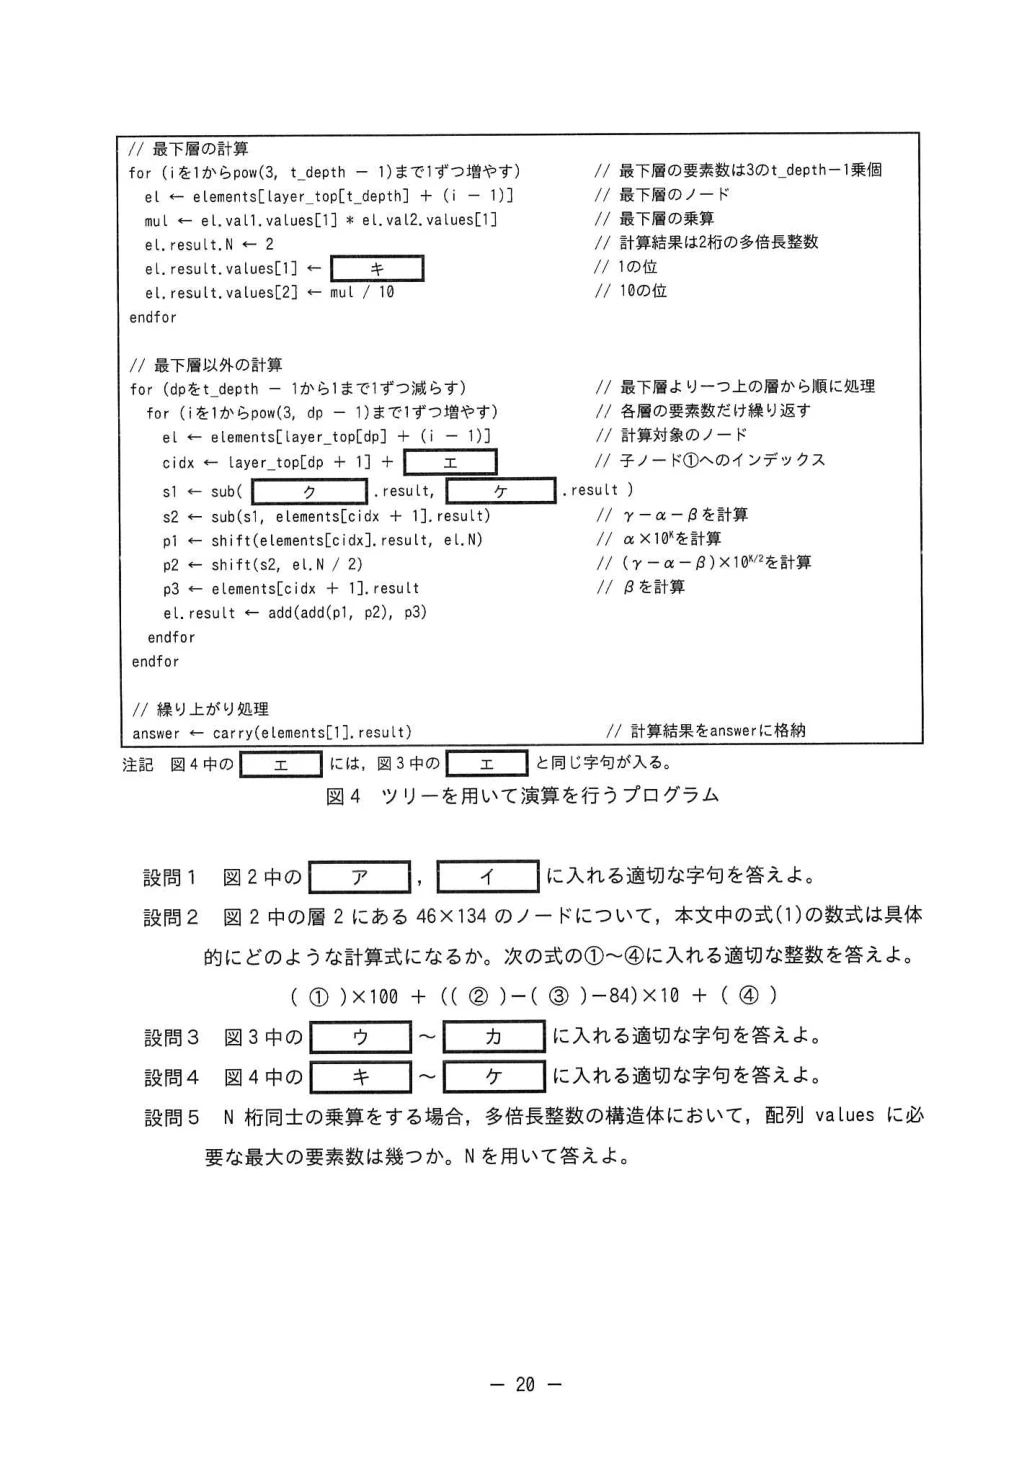 // 最下層の計算
for (iを1からpow(3, t_depth － 1)まで1ずつ増やす) // 最下層の要素数は3のt_depth－1乗個
el ← elements[layer_top[t_depth] + (i － 1)] // 最下層のノード
mul ← el.val1.values[1] * el.val2.values[1] // 最下層の乗算
el.result.N ← 2 // 計算結果は2桁の多倍長整数
el.result.values[1] ← キ // 1の位
el.result.values[2] ← mul / 10 // 10の位
endfor
// 最下層以外の計算
for (dpをt_depth － 1から1まで1ずつ減らす) // 最下層より一つ上の層から順に処理
for (iを1からpow(3, dp － 1)まで1ずつ増やす) // 各層の要素数だけ繰り返す
el ← elements[layer_top[dp] + (i － 1)] // 計算対象のノード
cidx ← layer_top[dp + 1] + エ // 子ノード①へのインデックス
s1 ← sub( ク .result, ケ .result )
s2 ← sub(s1, elements[cidx + 1].result) // γ－α－βを計算
p1 ← shift(elements[cidx].result, el.N) // α×10ᴷを計算
p2 ← shift(s2, el.N / 2) // (γ－α－β)×10ᴷ/²を計算
p3 ← elements[cidx + 1].result // βを計算
el.result ← add(add(p1, p2), p3)
endfor
endfor
// 繰り上がり処理
answer ← carry(elements[1].result) // 計算結果をanswerに格納
注記 図4中の エ には，図3中の エ と同じ字句が入る。
図4 ツリーを用いて演算を行うプログラム
設問1 図2中の ア ， イ に入れる適切な字句を答えよ。
設問2 図2中の層2にある46×134のノードについて，本文中の式(1)の数式は具体
的にどのような計算式になるか。次の式の①～④に入れる適切な整数を答えよ。
( ① )×100 + (( ② )－( ③ )－84)×10 + ( ④ )
設問3 図3中の ウ ～ カ に入れる適切な字句を答えよ。
設問4 図4中の キ ～ ケ に入れる適切な字句を答えよ。
設問5 N桁同士の乗算をする場合，多倍長整数の構造体において，配列 values に必
要な最大の要素数は幾つか。Nを用いて答えよ。
－ 20 －